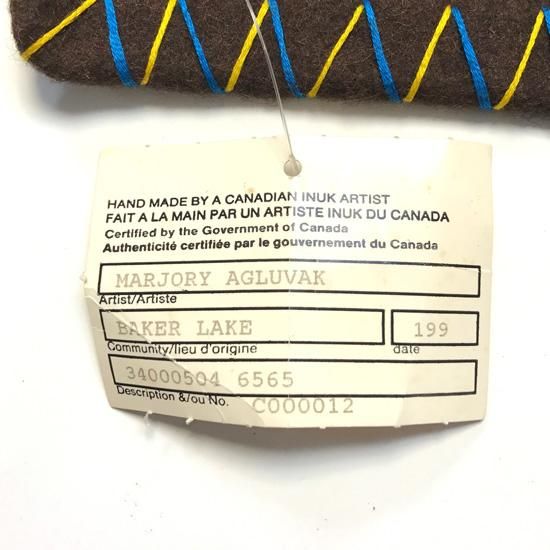 HAND MADE BY A CANADIAN INUK ARTIST
FAIT A LA MAIN PAR UN ARTISTE INUK DU CANADA
Certified by the Government of Canada
Authenticité certifiée par le gouvernement du Canada
MARJORY AGLUVAK
Artist/Artiste
BAKER LAKE 199
Community/lieu d'origine date
34000504 6565
Description &/ou No. C000012